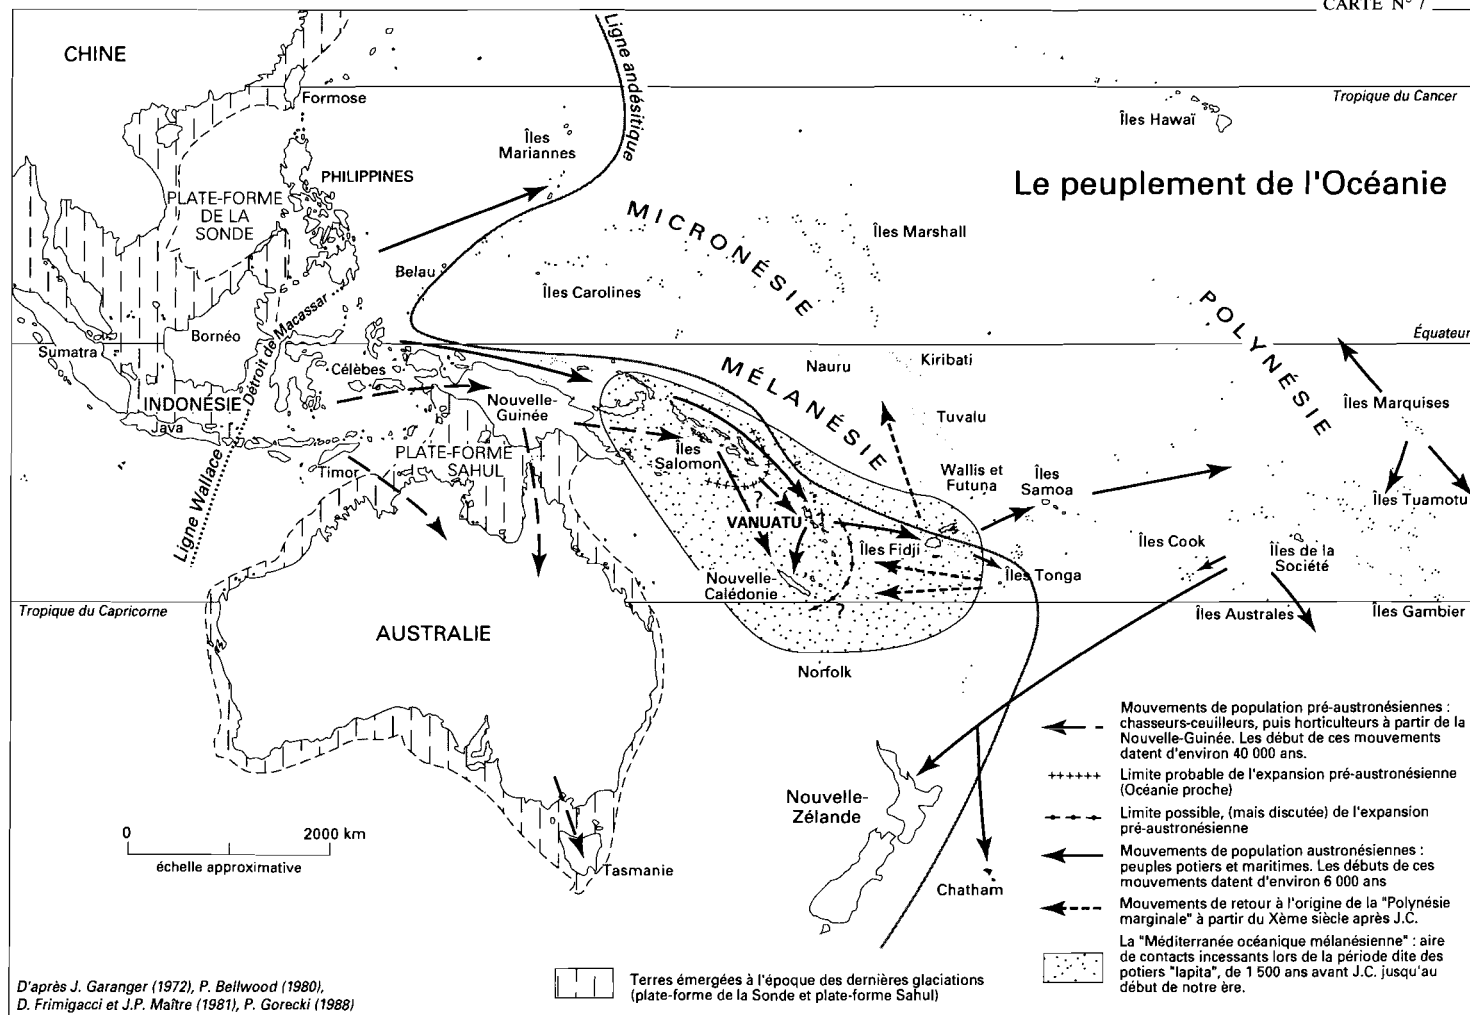 CARTE N° 7
CHINE
Formose
Ligne andésitique
Tropique du Cancer
Îles Hawaï
Îles
Mariannes
Le peuplement de l'Océanie
PHILIPPINES
PLATE-FORME
DE LA
SONDE
MICRONÉSIE
Îles Marshall
Belau
Îles Carolines
POLYNÉSIE
Détroit de Macassar
Bornéo
Sumatra
Équateur
Célèbes
Nauru
Kiribati
MÉLANÉSIE
INDONÉSIE
Java
Nouvelle-
Guinée
Îles Marquises
Tuvalu
Îles
Salomon
PLATE-FORME
SAHUL
Timor
Wallis et
Futuna
Îles
Samoa
Îles Tuamotu
Ligne Wallace
?
VANUATU
Îles Fidji
Îles Cook
Îles de la
Société
Nouvelle-
Calédonie
Îles Tonga
?
Tropique du Capricorne
Îles Australes
Îles Gambier
AUSTRALIE
Norfolk
Nouvelle-
Zélande
Chatham
Tasmanie
0 2000 km
échelle approximative
Mouvements de population pré-austronésiennes :
chasseurs-ceuilleurs, puis horticulteurs à partir de la
Nouvelle-Guinée. Les début de ces mouvements
datent d'environ 40 000 ans.
Limite probable de l'expansion pré-austronésienne
(Océanie proche)
Limite possible, (mais discutée) de l'expansion
pré-austronésienne
Mouvements de population austronésiennes :
peuples potiers et maritimes. Les débuts de ces
mouvements datent d'environ 6 000 ans
Mouvements de retour à l'origine de la "Polynésie
marginale" à partir du Xème siècle après J.C.
La "Méditerranée océanique mélanésienne" : aire
de contacts incessants lors de la période dite des
potiers "lapita", de 1 500 ans avant J.C. jusqu'au
début de notre ère.
Terres émergées à l'époque des dernières glaciations
(plate-forme de la Sonde et plate-forme Sahul)
D'après J. Garanger (1972), P. Bellwood (1980),
D. Frimigacci et J.P. Maître (1981), P. Gorecki (1988)